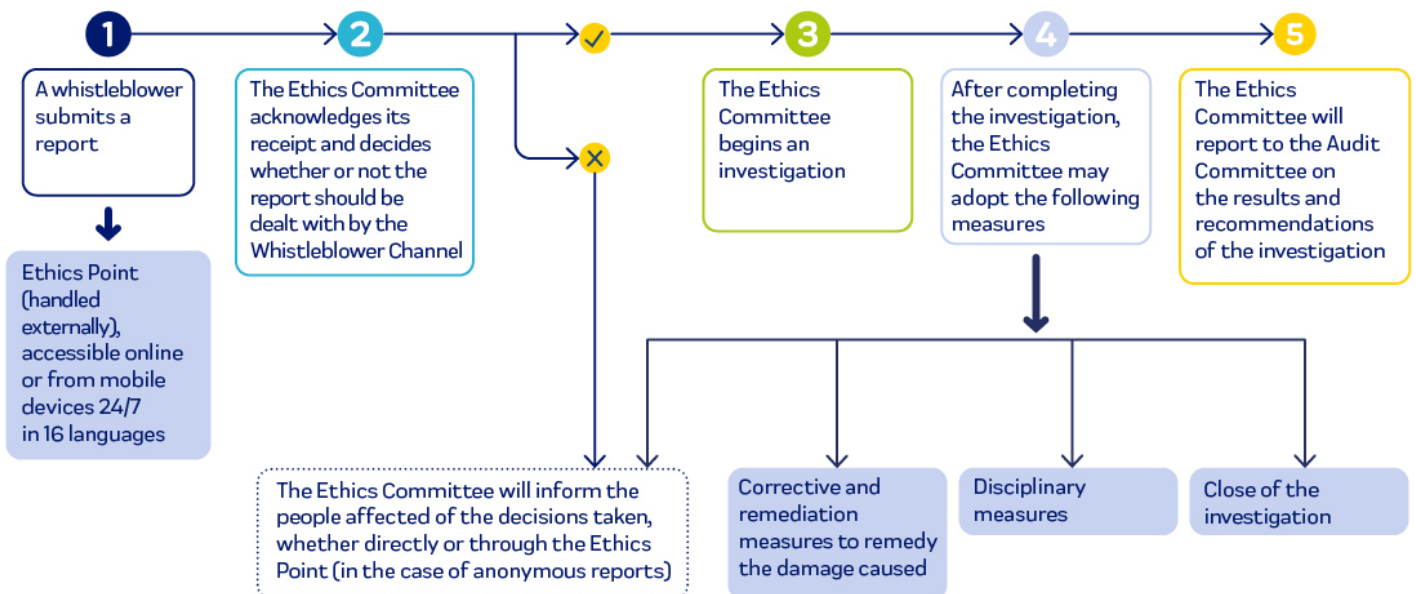 1
A whistleblower
submits a
report
Ethics Point
(handled
externally),
accessible online
or from mobile
devices 24/7
in 16 languages
2
The Ethics Committee
acknowledges its
receipt and decides
whether or not the
report should be
dealt with by the
Whistleblower Channel
3
The Ethics
Committee
begins an
investigation
4
After completing
the investigation,
the Ethics
Committee may
adopt the following
measures
5
The Ethics
Committee will
report to the Audit
Committee on
the results and
recommendations
of the investigation
The Ethics Committee will inform the
people affected of the decisions taken,
whether directly or through the Ethics
Point (in the case of anonymous reports)
Corrective and
remediation
measures to remedy
the damage caused
Disciplinary
measures
Close of the
investigation